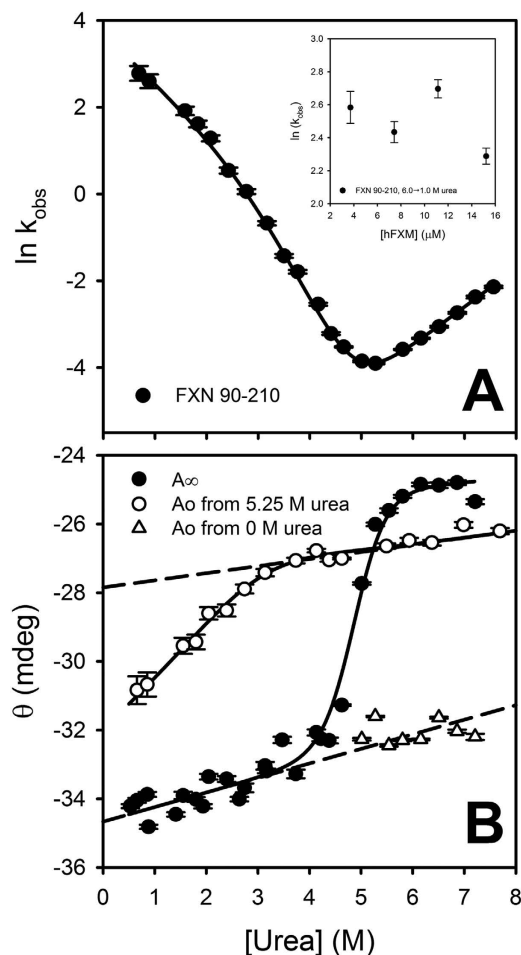 4
2
0
-2
-4
ln k_obs
FXN 90-210
A
3.0
2.8
2.6
2.4
2.2
2.0
ln (k_obs)
FXN 90-210, 6.0→1.0 M urea
2 4 6 8 10 12 14 16
[hFXM] (μM)
-24
-26
-28
-30
-32
-34
-36
θ (mdeg)
A∞
Ao from 5.25 M urea
Ao from 0 M urea
B
0 1 2 3 4 5 6 7 8
[Urea] (M)